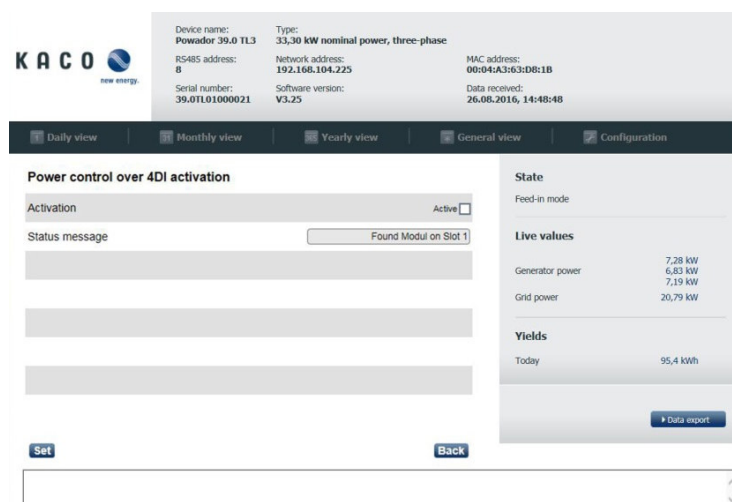 KACO
new energy.
Device name:
Powador 39.0 TL3
Type:
33,30 kW nominal power, three-phase
RS485 address:
8
Network address:
192.168.104.225
MAC address:
00:04:A3:63:D8:1B
Serial number:
39.0TL01000021
Software version:
V3.25
Data received:
26.08.2016, 14:48:48
Daily view
Monthly view
Yearly view
General view
Configuration
Power control over 4DI activation
Activation
Active
Status message
Found Modul on Slot 1
Set
Back
State
Feed-in mode
Live values
Generator power
7,28 kW
6,83 kW
7,19 kW
Grid power
20,79 kW
Yields
Today
95,4 kWh
Data export